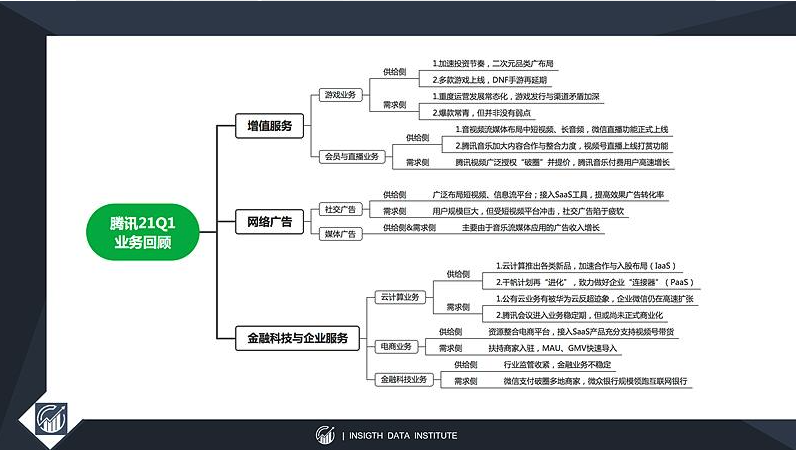 腾讯21Q1
业务回顾
增值服务
游戏业务
供给侧
1.加速投资节奏，二次元品类广布局
2.多款游戏上线，DNF手游再延期
需求侧
1.重度运营发展常态化，游戏发行与渠道矛盾加深
2.爆款常青，但并非没有弱点
会员与直播业务
供给侧
1.音视频流媒体布局中短视频、长音频，微信直播功能正式上线
2.腾讯音乐加大内容合作与整合力度，视频号直播上线打赏功能
需求侧
腾讯视频广泛授权“破圈”并提价，腾讯音乐付费用户高速增长
网络广告
社交广告
供给侧
广泛布局短视频、信息流平台；接入SaaS工具，提高效果广告转化率
需求侧
用户规模巨大，但受短视频平台冲击，社交广告陷于疲软
媒体广告
供给侧&需求侧
主要由于音乐流媒体应用的广告收入增长
金融科技与企业服务
云计算业务
供给侧
1.云计算推出各类新品，加速合作与入股布局（IaaS）
2.千帆计划再“进化”，致力做好企业“连接器”（PaaS）
需求侧
1.公有云业务有被华为云反超迹象，企业微信仍在高速扩张
2.腾讯会议进入业务稳定期，但或尚未正式商业化
电商业务
供给侧
资源整合电商平台，接入SaaS产品充分支持视频号带货
需求侧
扶持商家入驻，MAU、GMV快速导入
金融科技业务
供给侧
行业监管收紧，金融业务不稳定
需求侧
微信支付破圈多地商家，微众银行规模领跑互联网银行
| INSIGTH DATA INSTITUTE